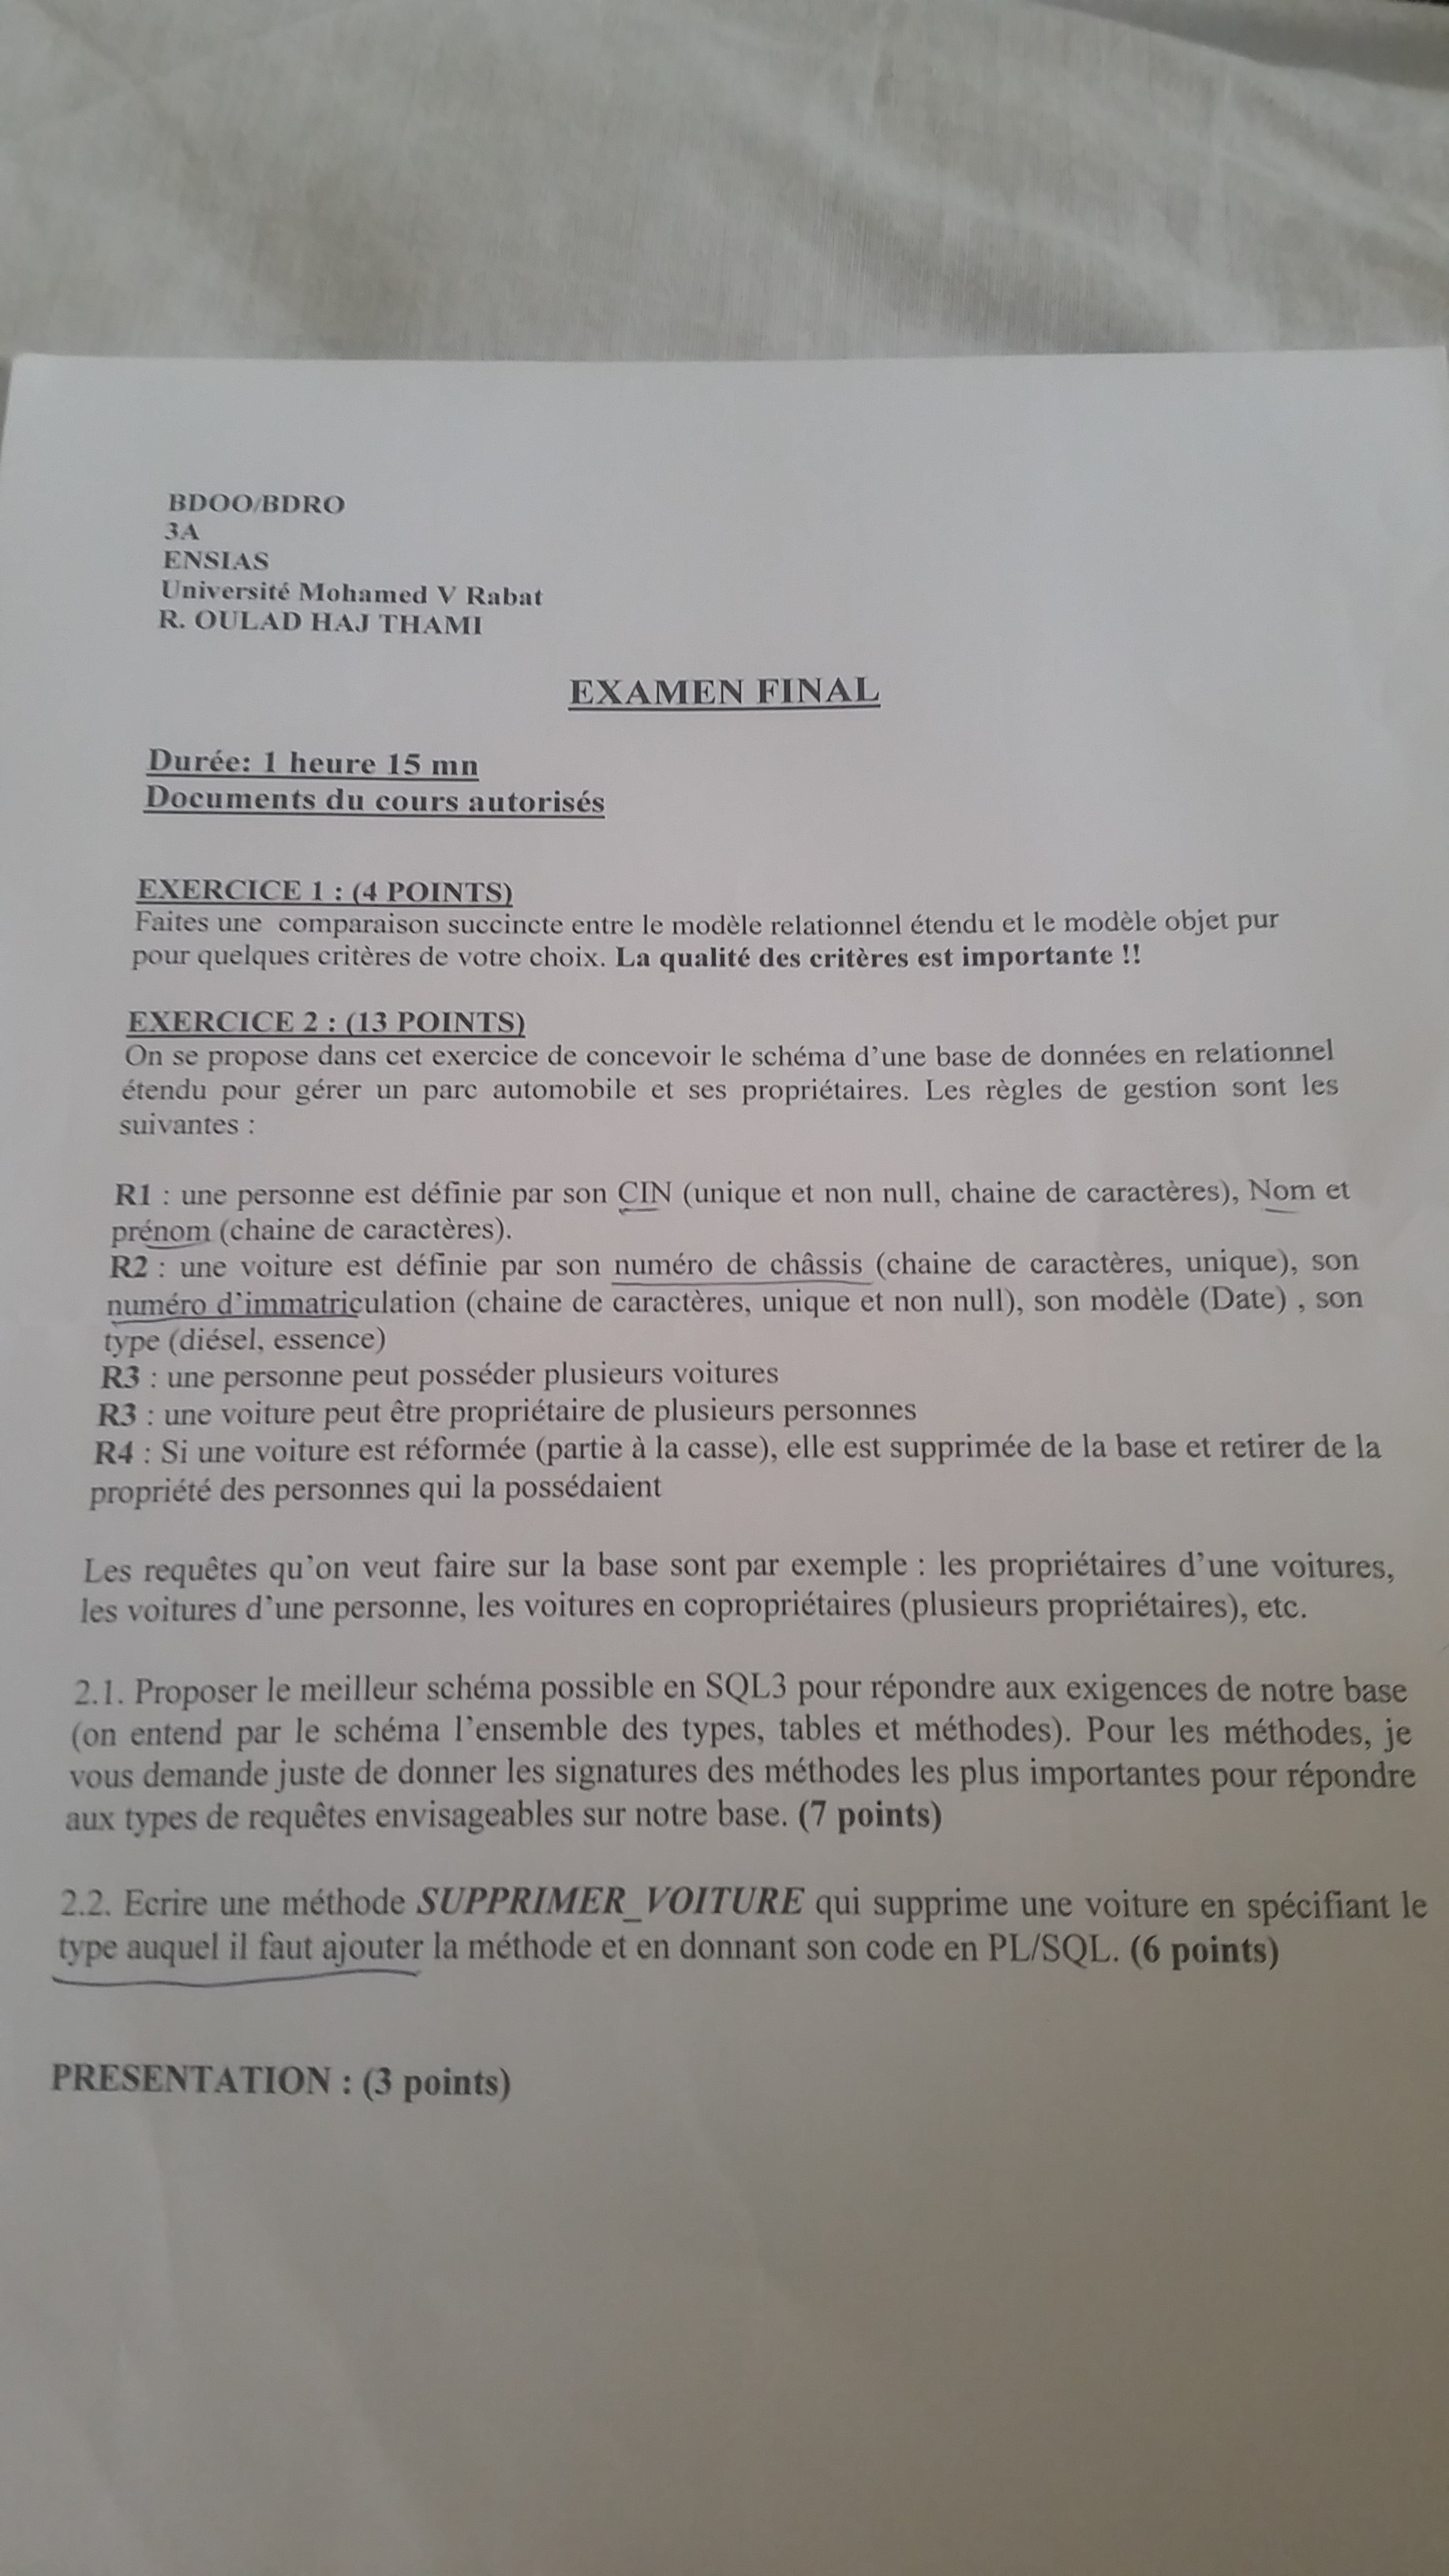 BDOO/BDRO
3A
ENSIAS
Université Mohamed V Rabat
R. OULAD HAJ THAMI
EXAMEN FINAL
Durée: 1 heure 15 mn
Documents du cours autorisés
EXERCICE 1 : (4 POINTS)
Faites une comparaison succincte entre le modèle relationnel étendu et le modèle objet pur
pour quelques critères de votre choix. La qualité des critères est importante !!
EXERCICE 2 : (13 POINTS)
On se propose dans cet exercice de concevoir le schéma d'une base de données en relationnel
étendu pour gérer un parc automobile et ses propriétaires. Les règles de gestion sont les
suivantes :
R1 : une personne est définie par son CIN (unique et non null, chaine de caractères), Nom et
prénom (chaine de caractères).
R2 : une voiture est définie par son numéro de châssis (chaine de caractères, unique), son
numéro d'immatriculation (chaine de caractères, unique et non null), son modèle (Date) , son
type (diésel, essence)
R3 : une personne peut posséder plusieurs voitures
R3 : une voiture peut être propriétaire de plusieurs personnes
R4 : Si une voiture est réformée (partie à la casse), elle est supprimée de la base et retirer de la
propriété des personnes qui la possédaient
Les requêtes qu'on veut faire sur la base sont par exemple : les propriétaires d'une voitures,
les voitures d'une personne, les voitures en copropriétaires (plusieurs propriétaires), etc.
2.1. Proposer le meilleur schéma possible en SQL3 pour répondre aux exigences de notre base
(on entend par le schéma l'ensemble des types, tables et méthodes). Pour les méthodes, je
vous demande juste de donner les signatures des méthodes les plus importantes pour répondre
aux types de requêtes envisageables sur notre base. (7 points)
2.2. Ecrire une méthode SUPPRIMER_VOITURE qui supprime une voiture en spécifiant le
type auquel il faut ajouter la méthode et en donnant son code en PL/SQL. (6 points)
PRESENTATION : (3 points)